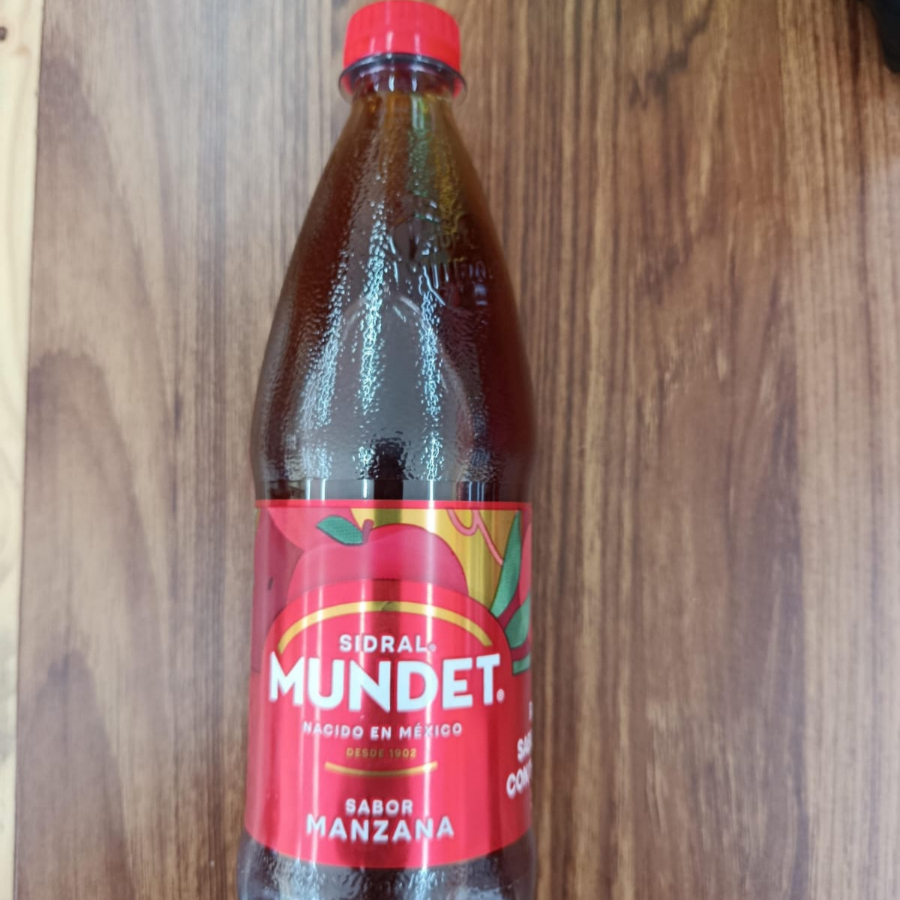 SIDRAL®
MUNDET®
NACIDO EN MÉXICO
DESDE 1902
SABOR
MANZANA